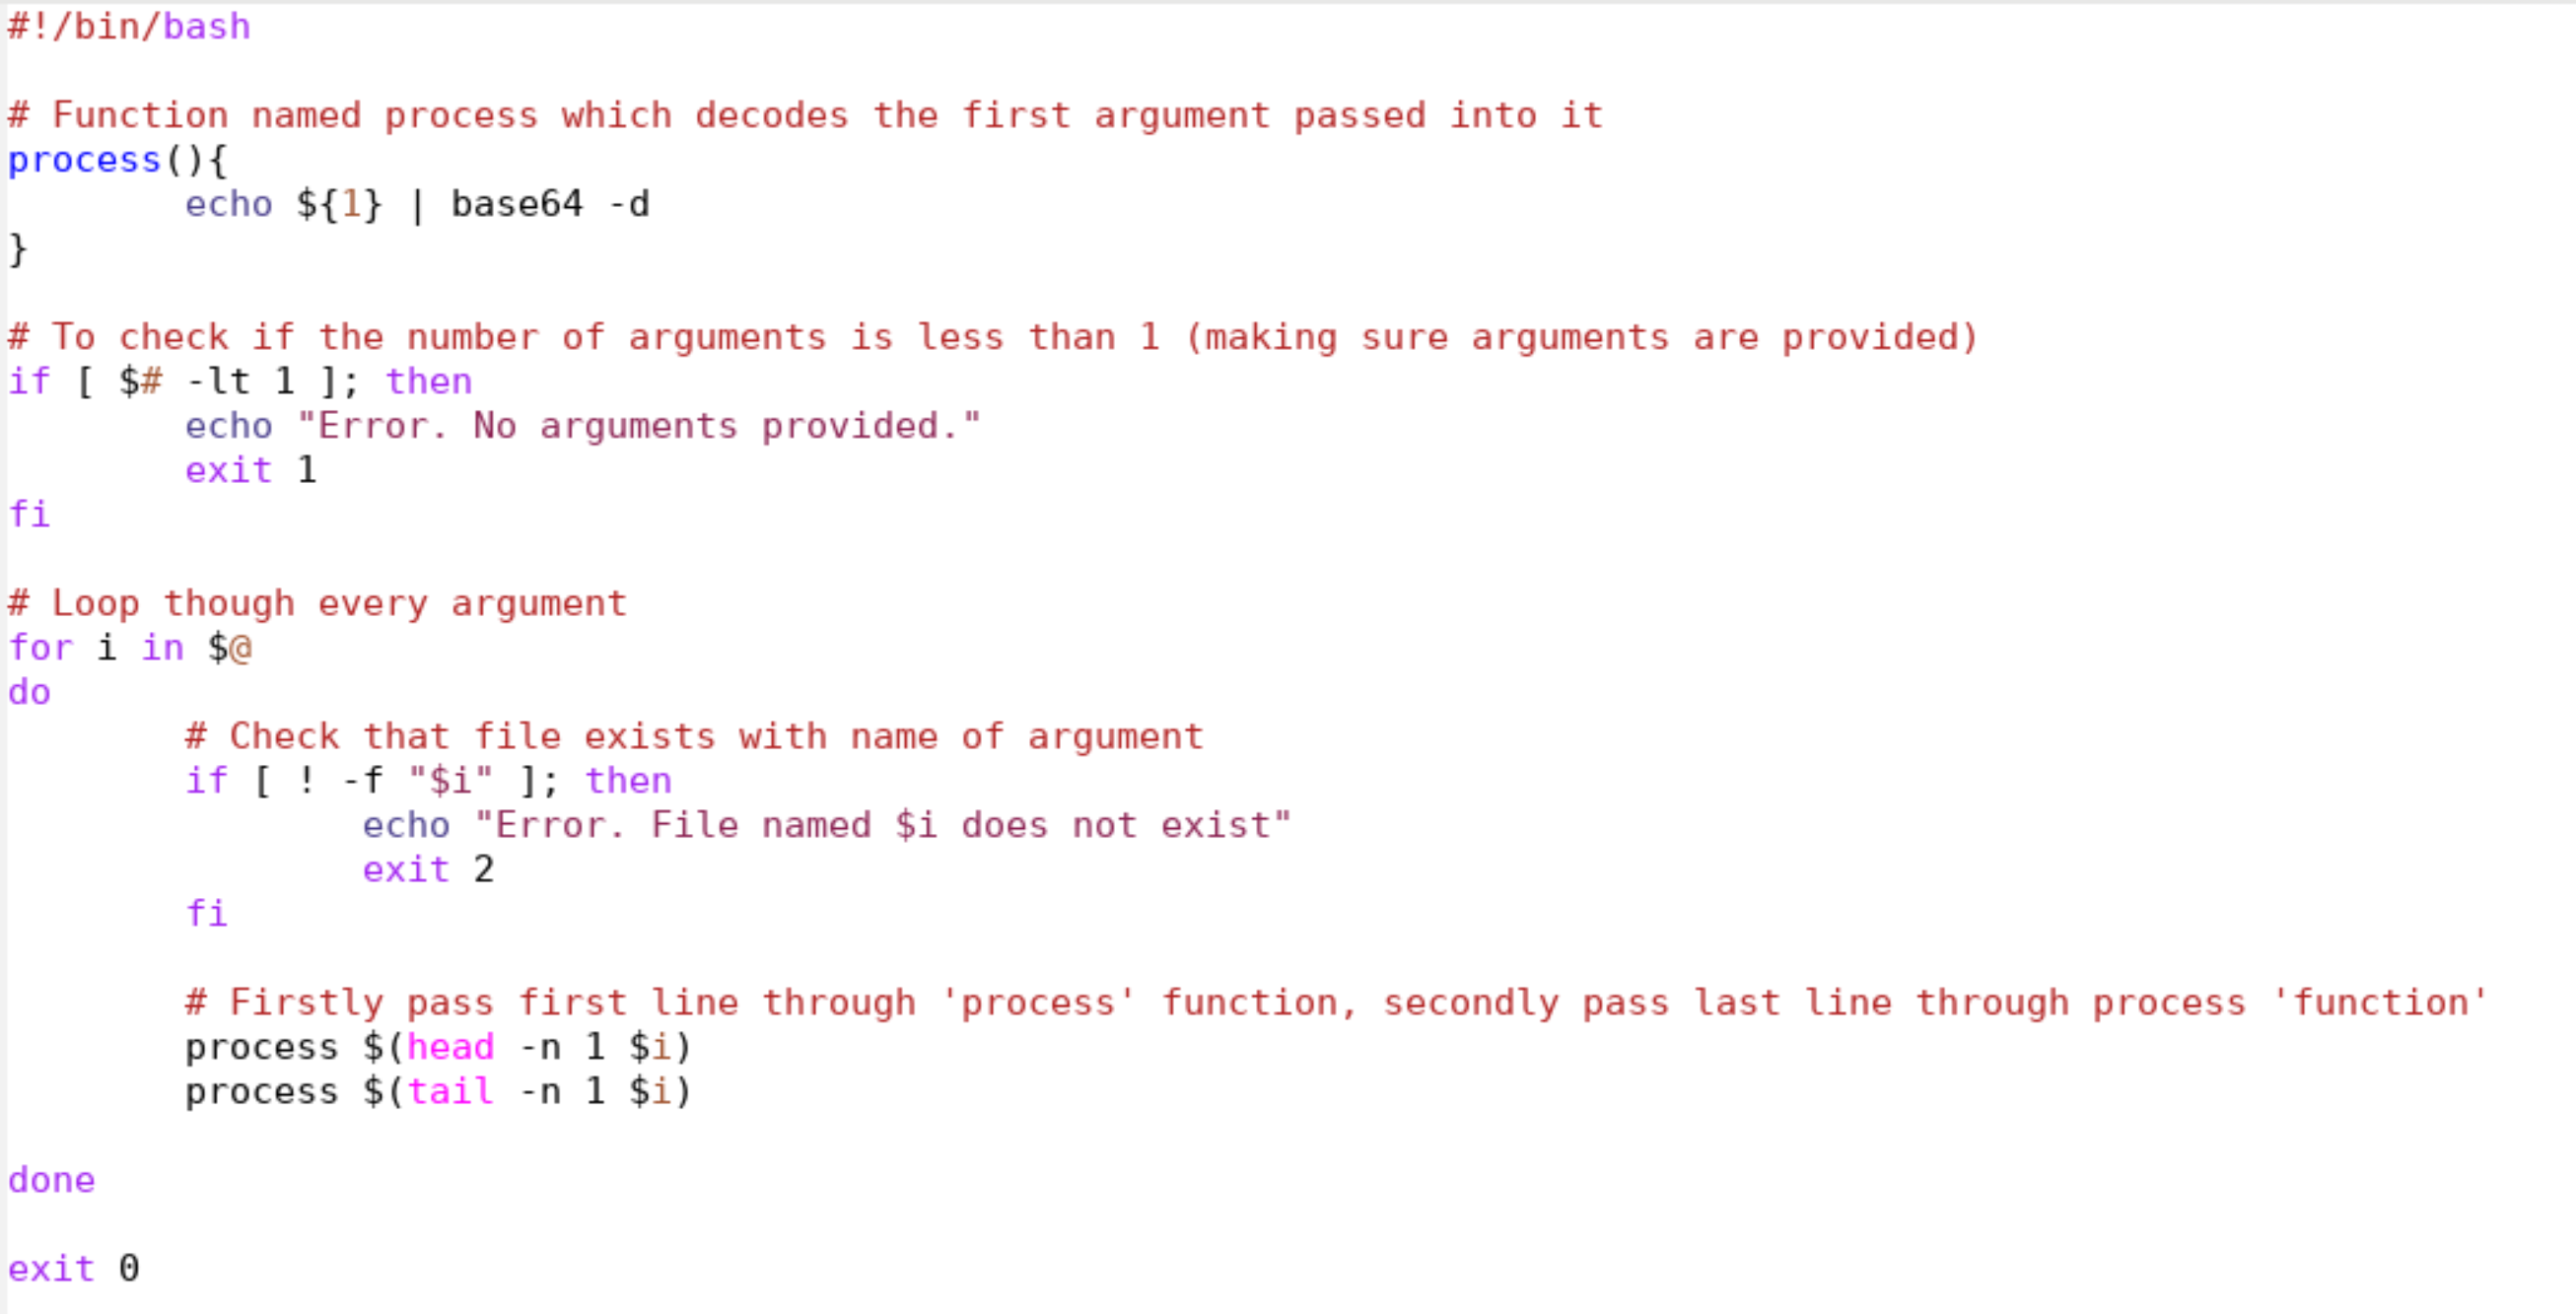 #!/bin/bash
# Function named process which decodes the first argument passed into it
process(){
echo ${1} | base64 -d
}
# To check if the number of arguments is less than 1 (making sure arguments are provided)
if [ $# -lt 1 ]; then
echo "Error. No arguments provided."
exit 1
fi
# Loop though every argument
for i in $@
do
# Check that file exists with name of argument
if [ ! -f "$i" ]; then
echo "Error. File named $i does not exist"
exit 2
fi
# Firstly pass first line through 'process' function, secondly pass last line through process 'function'
process $(head -n 1 $i)
process $(tail -n 1 $i)
done
exit 0